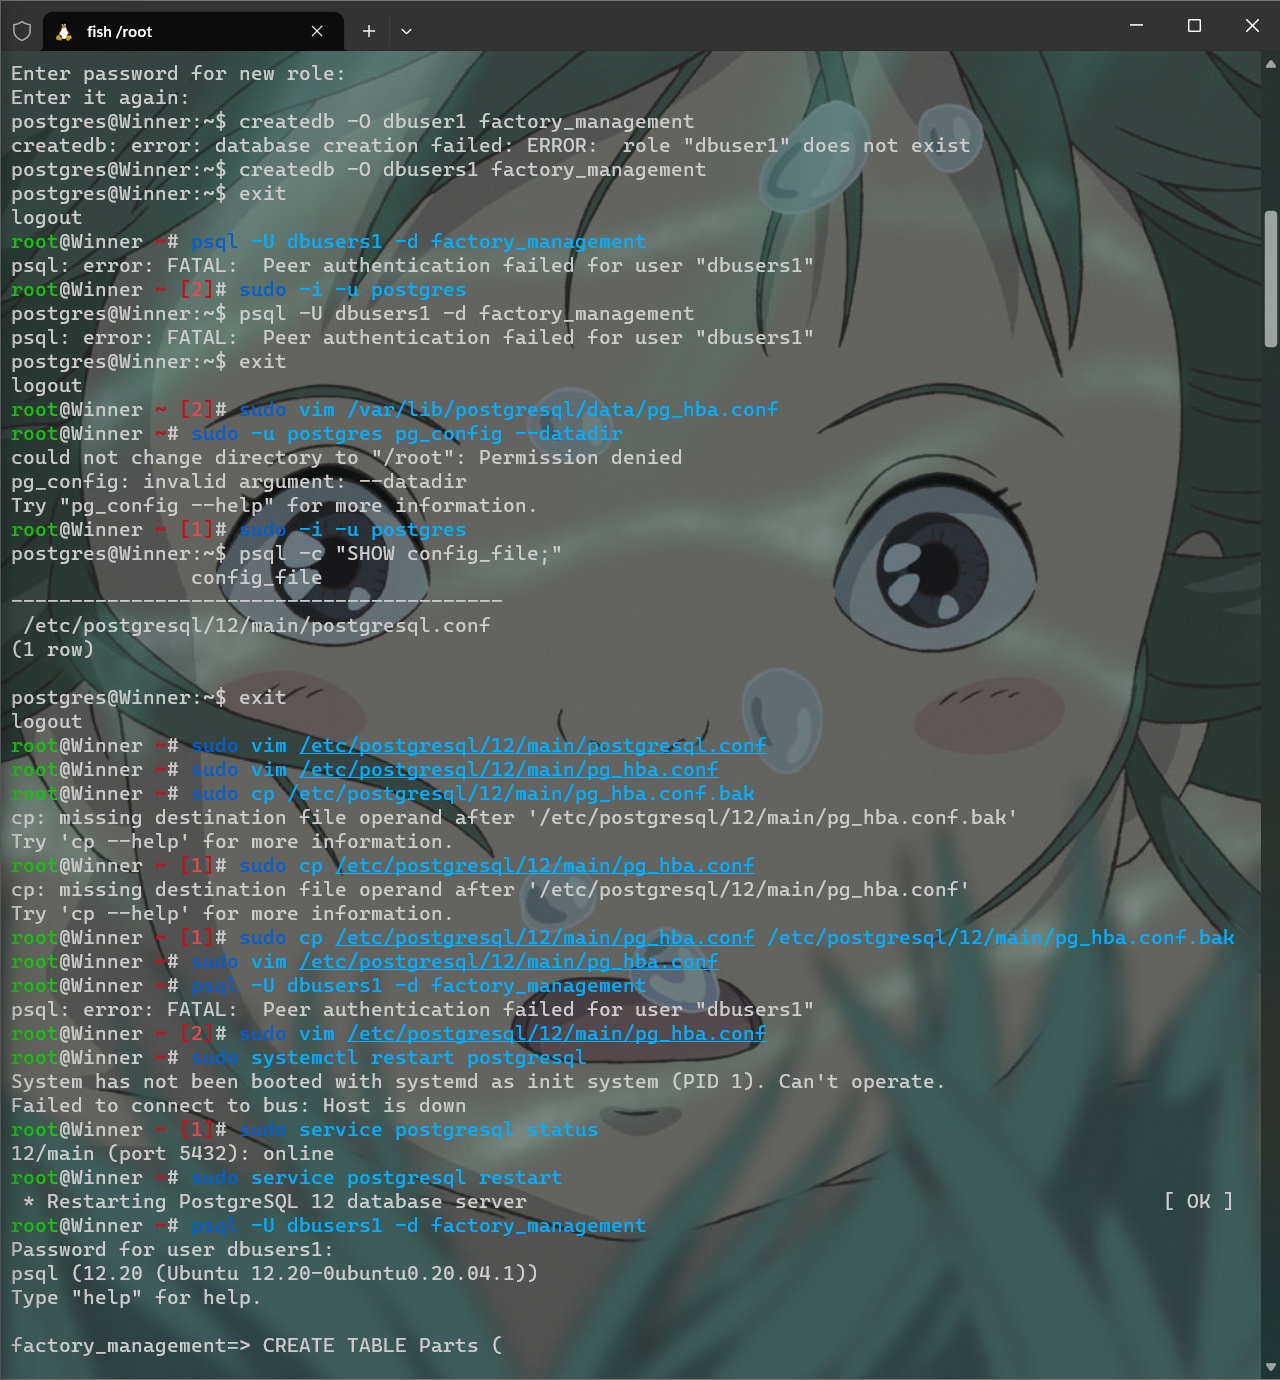 fish /root
Enter password for new role:
Enter it again:
postgres@Winner:~$ createdb -O dbuser1 factory_management
createdb: error: database creation failed: ERROR:  role "dbuser1" does not exist
postgres@Winner:~$ createdb -O dbusers1 factory_management
postgres@Winner:~$ exit
logout
root@Winner ~# psql -U dbusers1 -d factory_management
psql: error: FATAL:  Peer authentication failed for user "dbusers1"
root@Winner ~ [2]# sudo -i -u postgres
postgres@Winner:~$ psql -U dbusers1 -d factory_management
psql: error: FATAL:  Peer authentication failed for user "dbusers1"
postgres@Winner:~$ exit
logout
root@Winner ~ [2]# sudo vim /var/lib/postgresql/data/pg_hba.conf
root@Winner ~# sudo -u postgres pg_config --datadir
could not change directory to "/root": Permission denied
pg_config: invalid argument: --datadir
Try "pg_config --help" for more information.
root@Winner ~ [1]# sudo -i -u postgres
postgres@Winner:~$ psql -c "SHOW config_file;"
               config_file
-----------------------------------------
 /etc/postgresql/12/main/postgresql.conf
(1 row)
postgres@Winner:~$ exit
logout
root@Winner ~# sudo vim /etc/postgresql/12/main/postgresql.conf
root@Winner ~# sudo vim /etc/postgresql/12/main/pg_hba.conf
root@Winner ~# sudo cp /etc/postgresql/12/main/pg_hba.conf.bak
cp: missing destination file operand after '/etc/postgresql/12/main/pg_hba.conf.bak'
Try 'cp --help' for more information.
root@Winner ~ [1]# sudo cp /etc/postgresql/12/main/pg_hba.conf
cp: missing destination file operand after '/etc/postgresql/12/main/pg_hba.conf'
Try 'cp --help' for more information.
root@Winner ~ [1]# sudo cp /etc/postgresql/12/main/pg_hba.conf /etc/postgresql/12/main/pg_hba.conf.bak
root@Winner ~# sudo vim /etc/postgresql/12/main/pg_hba.conf
root@Winner ~# psql -U dbusers1 -d factory_management
psql: error: FATAL:  Peer authentication failed for user "dbusers1"
root@Winner ~ [2]# sudo vim /etc/postgresql/12/main/pg_hba.conf
root@Winner ~# sudo systemctl restart postgresql
System has not been booted with systemd as init system (PID 1). Can't operate.
Failed to connect to bus: Host is down
root@Winner ~ [1]# sudo service postgresql status
12/main (port 5432): online
root@Winner ~# sudo service postgresql restart
 * Restarting PostgreSQL 12 database server [ OK ]
root@Winner ~# psql -U dbusers1 -d factory_management
Password for user dbusers1:
psql (12.20 (Ubuntu 12.20-0ubuntu0.20.04.1))
Type "help" for help.
factory_management=> CREATE TABLE Parts (